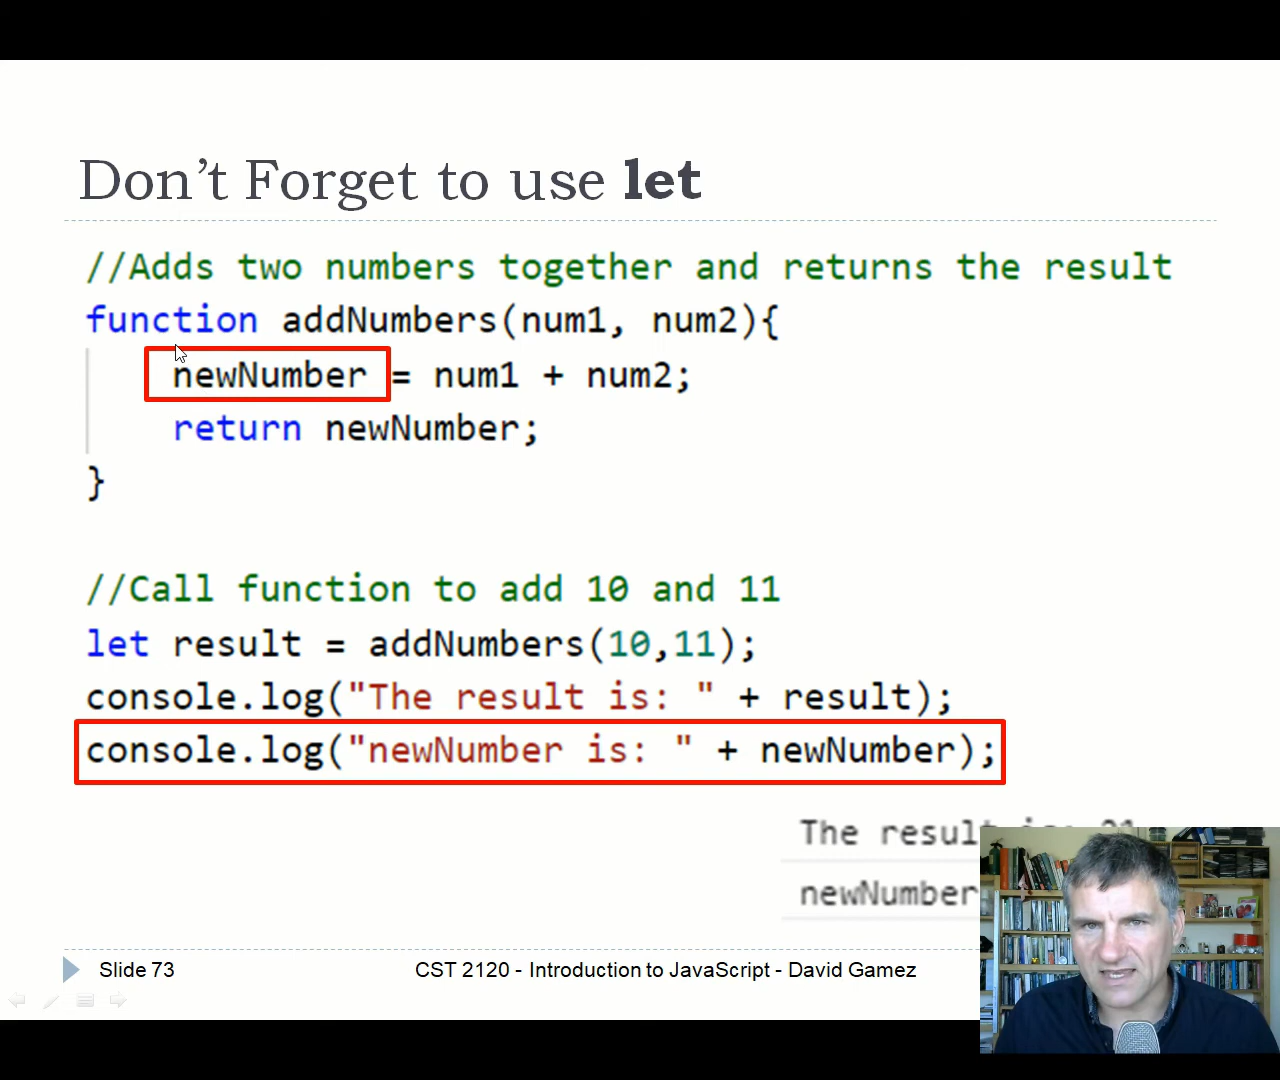 Don't Forget to use let
//Adds two numbers together and returns the result
function addNumbers(num1, num2){
newNumber = num1 + num2;
return newNumber;
}
//Call function to add 10 and 11
let result = addNumbers(10,11);
console.log("The result is: " + result);
console.log("newNumber is: " + newNumber);
The result
newNumber
Slide 73
CST 2120 - Introduction to JavaScript - David Gamez